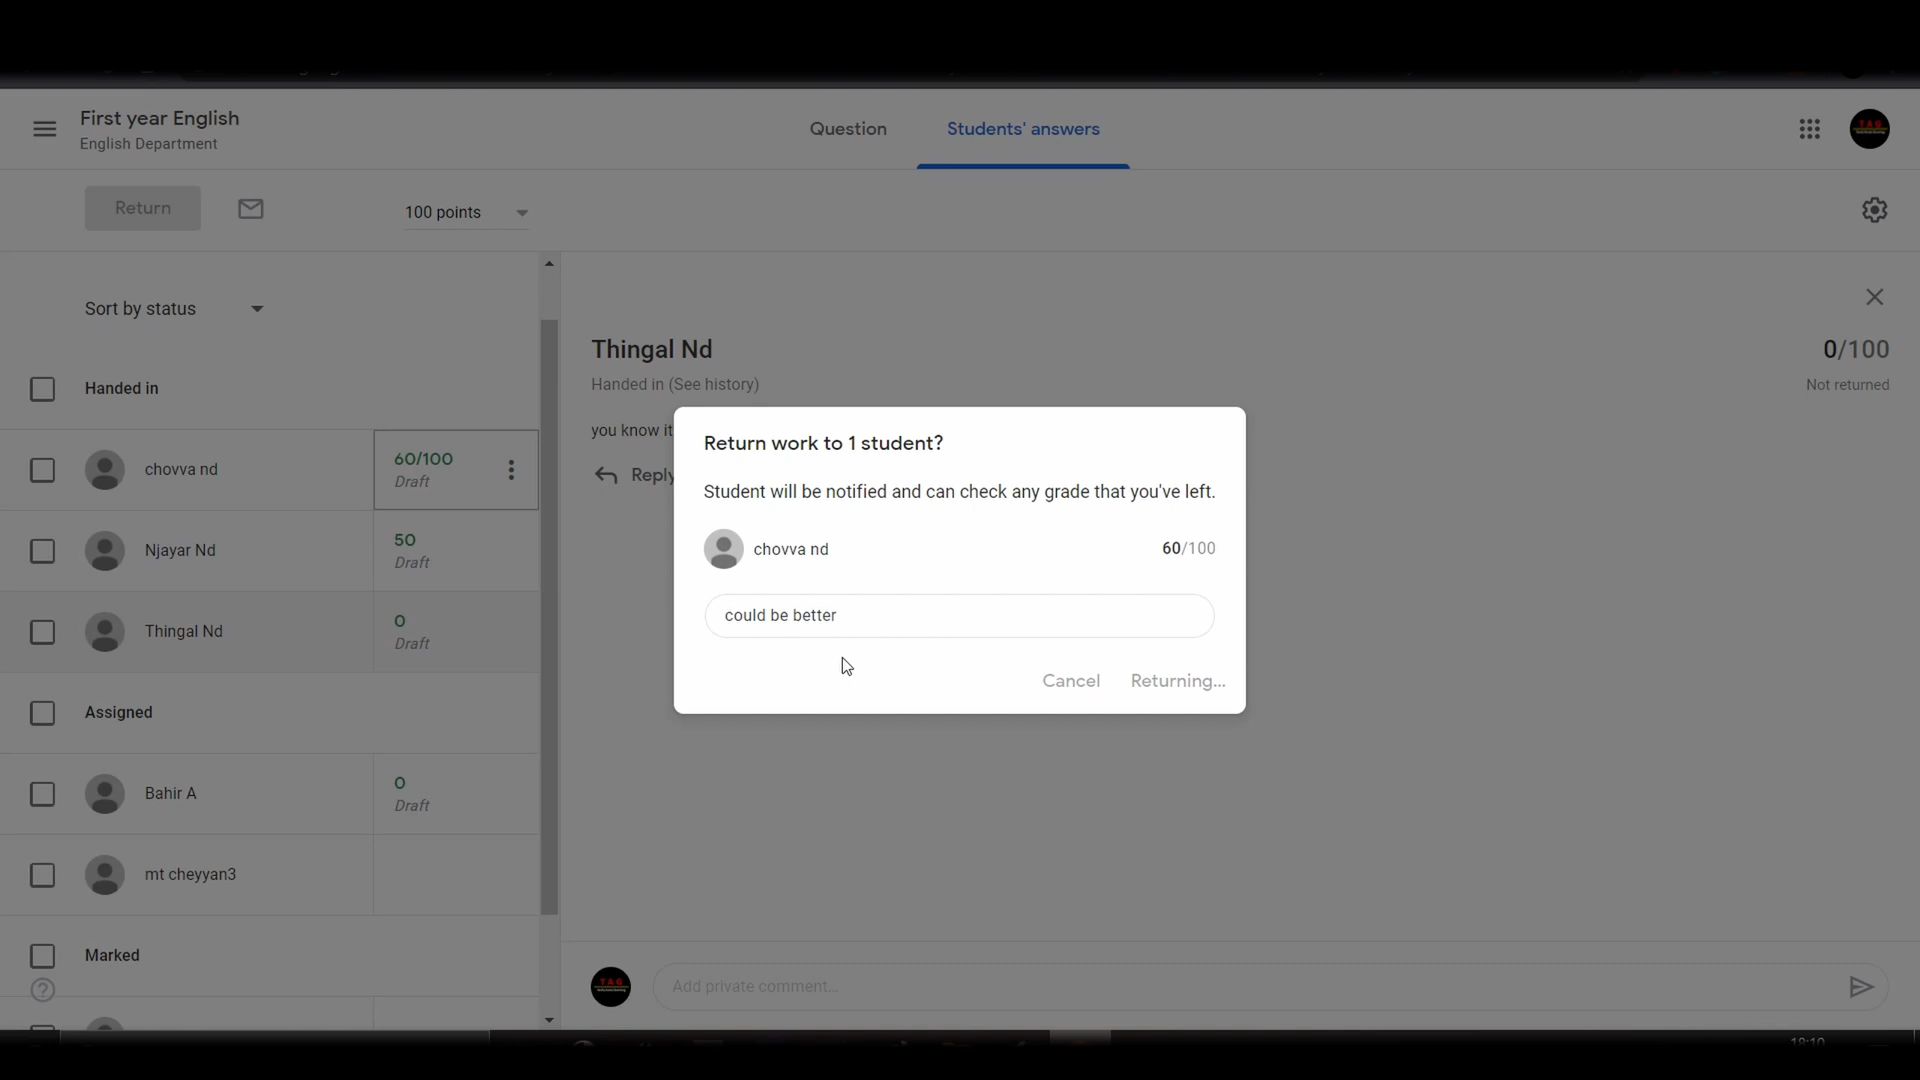 First year English
English Department
Question
Students' answers
Return
100 points
Sort by status
Handed in
chovva nd
60/100
Draft
Njayar Nd
50
Draft
Thingal Nd
0
Draft
Assigned
Bahir A
0
Draft
mt cheyyan3
Marked
Thingal Nd
0/100
Handed in (See history)
Not returned
you know it
Reply
Return work to 1 student?
Student will be notified and can check any grade that you've left.
chovva nd
60/100
could be better
Cancel
Returning...
TAG
Add private comment...
18:10